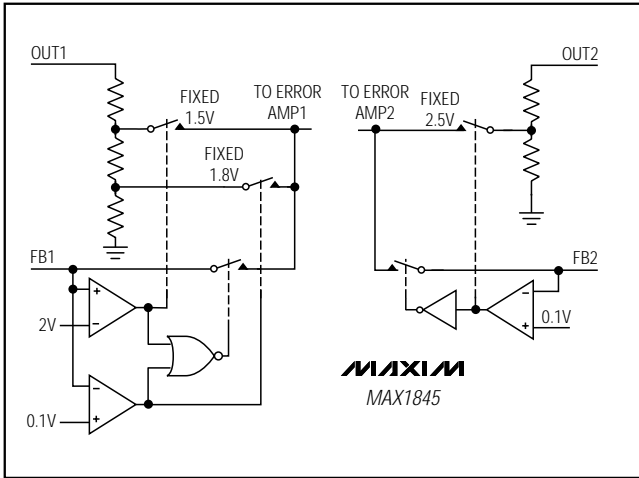 OUT1
OUT2
FIXED
1.5V
TO ERROR
AMP1
TO ERROR
AMP2
FIXED
2.5V
FIXED
1.8V
FB1
FB2
+
−
2V
−
+
0.1V
−
+
0.1V
MAXIM
MAX1845